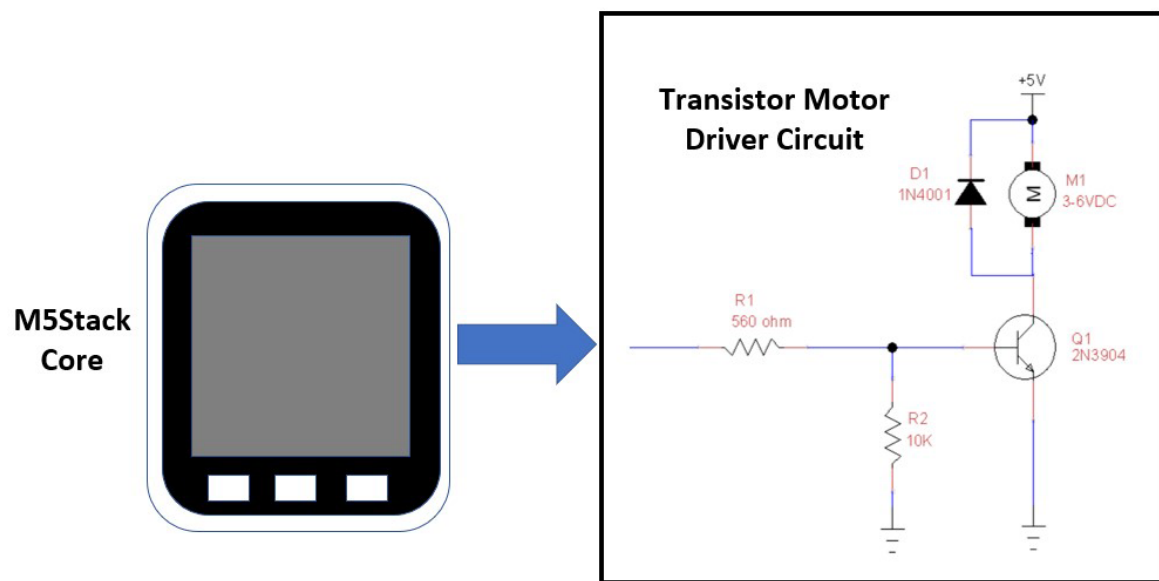 M5Stack
Core
Transistor Motor
Driver Circuit
+5V
D1
1N4001
M
M1
3-6VDC
R1
560 ohm
Q1
2N3904
R2
10K